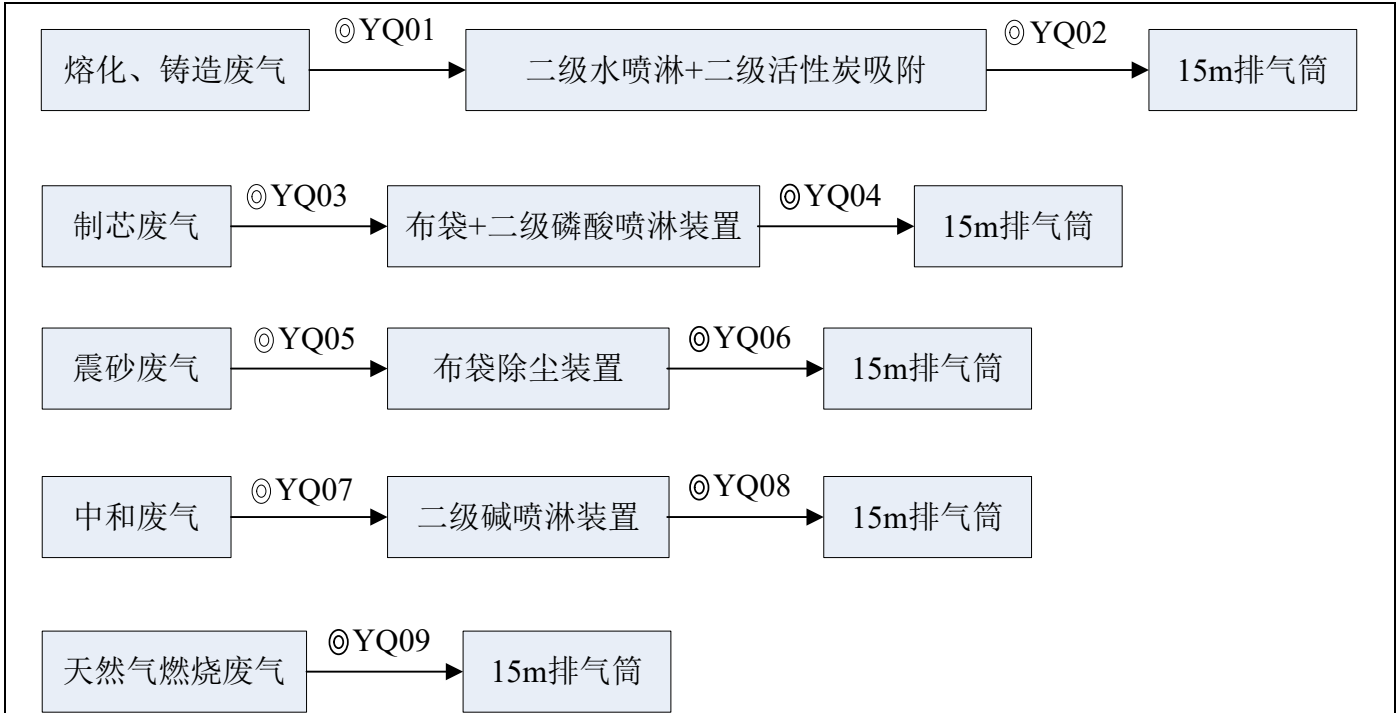 ◎YQ01 ◎YQ02
熔化、铸造废气 二级水喷淋+二级活性炭吸附 15m排气筒
◎YQ03 ◎YQ04
制芯废气 布袋+二级磷酸喷淋装置 15m排气筒
◎YQ05 ◎YQ06
震砂废气 布袋除尘装置 15m排气筒
◎YQ07 ◎YQ08
中和废气 二级碱喷淋装置 15m排气筒
◎YQ09
天然气燃烧废气 15m排气筒